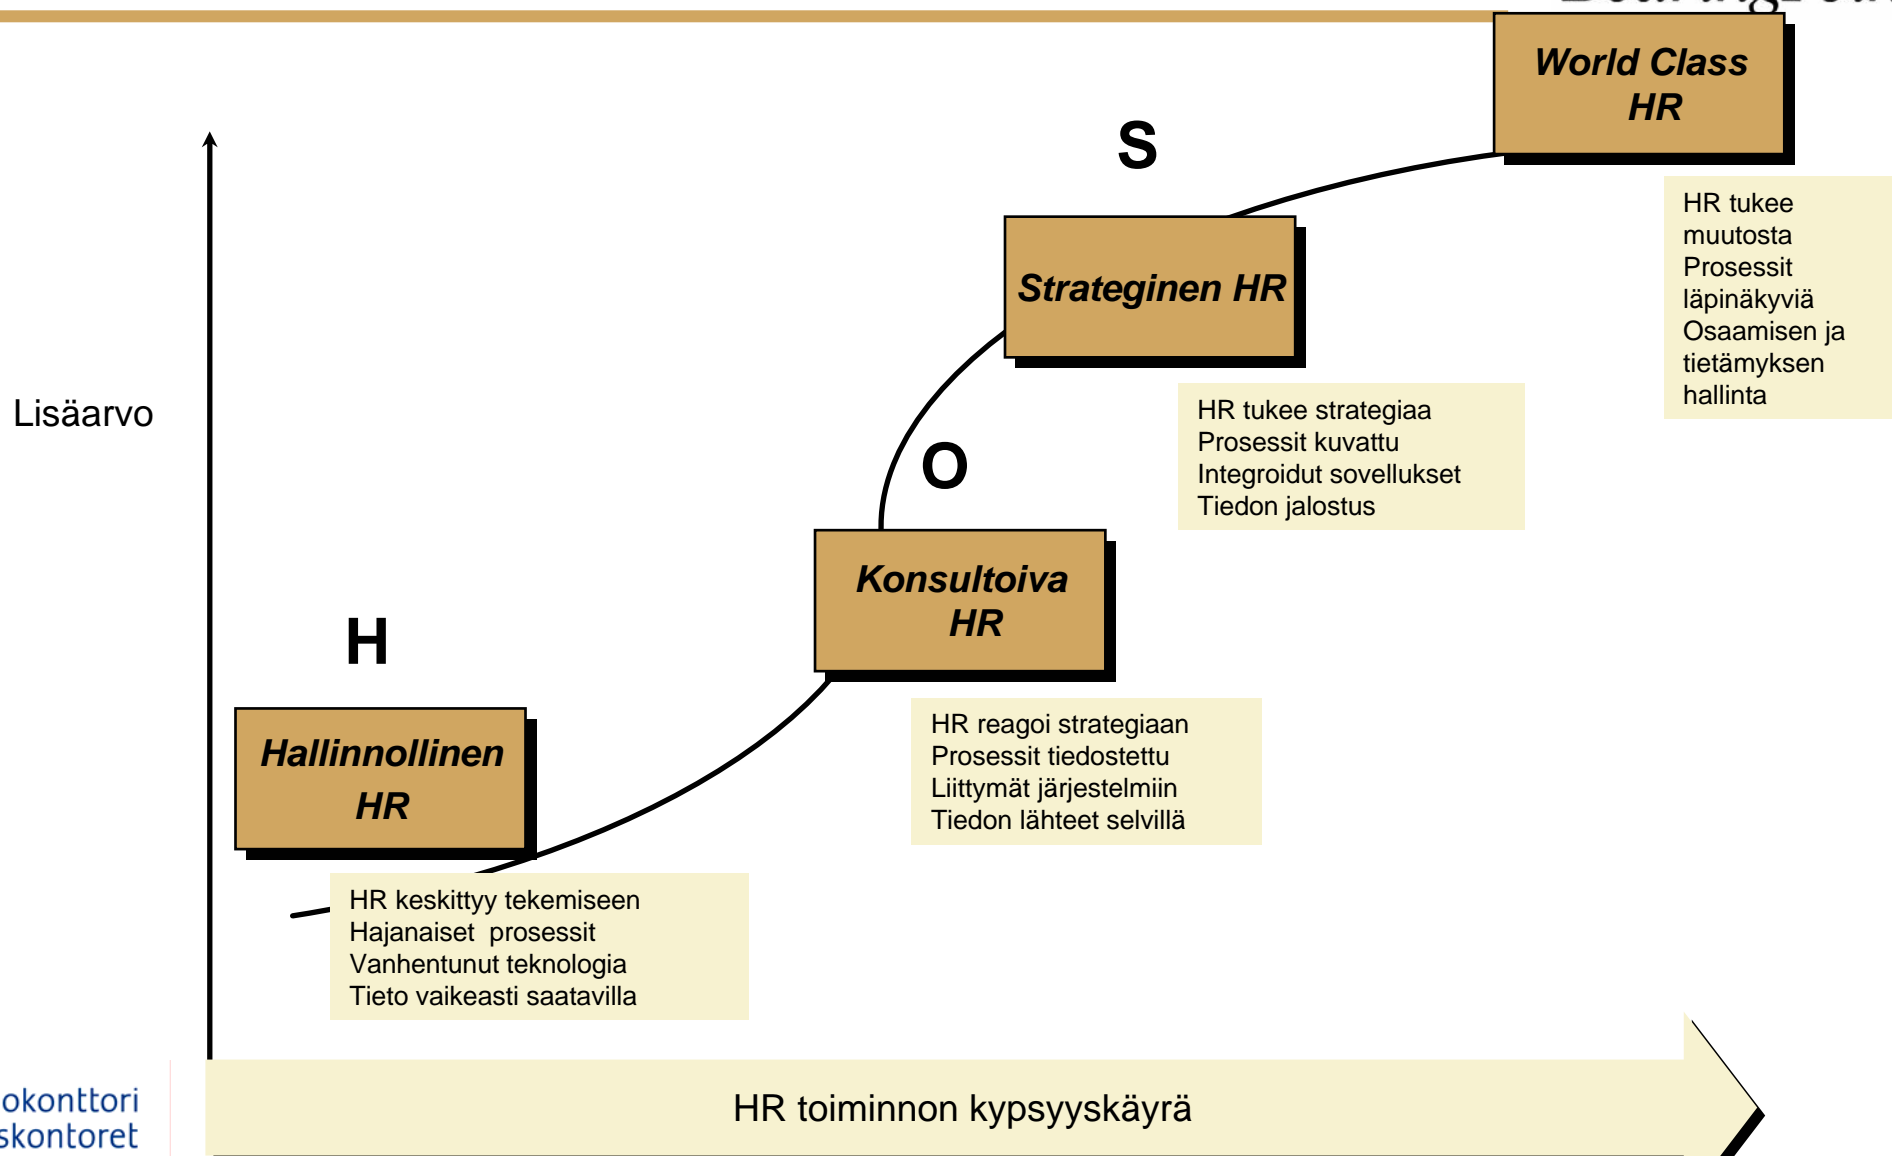 World Class
HR
S
HR tukee
muutosta
Prosessit
läpinäkyviä
Osaamisen ja
tietämyksen
hallinta
Strateginen HR
Lisäarvo
HR tukee strategiaa
Prosessit kuvattu
Integroidut sovellukset
Tiedon jalostus
O
Konsultoiva
HR
H
HR reagoi strategiaan
Prosessit tiedostettu
Liittymät järjestelmiin
Tiedon lähteet selvillä
Hallinnollinen
HR
HR keskittyy tekemiseen
Hajanaiset prosessit
Vanhentunut teknologia
Tieto vaikeasti saatavilla
HR toiminnon kypsyyskäyrä
okonttori
skontoret